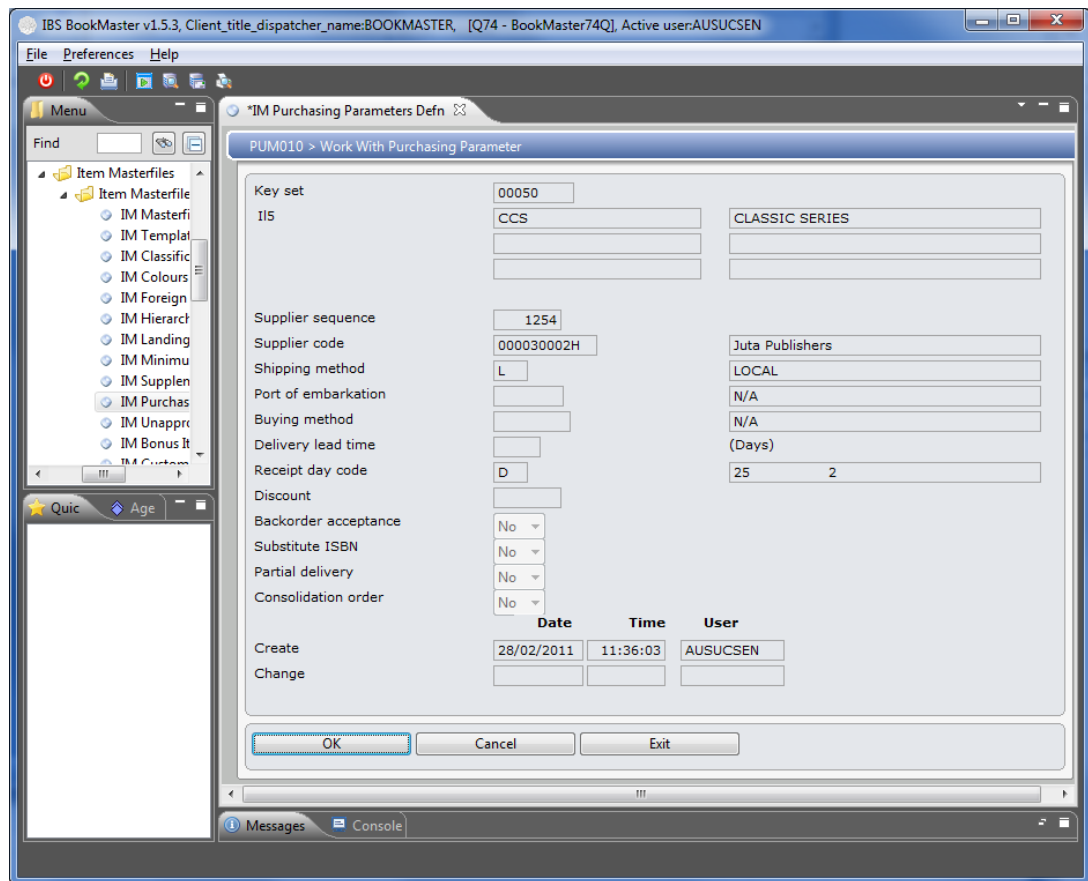 IBS BookMaster v1.5.3, Client_title_dispatcher_name:BOOKMASTER, [Q74 - BookMaster74Q], Active user:AUSUCSEN
File Preferences Help
Menu
*IM Purchasing Parameters Defn
Find
PUM010 > Work With Purchasing Parameter
Item Masterfiles
Item Masterfile
IM Masterfi
IM Templat
IM Classific
IM Colours
IM Foreign
IM Hierarch
IM Landing
IM Minimu
IM Supplen
IM Purchas
IM Unappro
IM Bonus It
IM Custom
Quic
Age
Key set 00050
Il5 CCS CLASSIC SERIES
Supplier sequence 1254
Supplier code 000030002H Juta Publishers
Shipping method L LOCAL
Port of embarkation N/A
Buying method N/A
Delivery lead time (Days)
Receipt day code D 25 2
Discount
Backorder acceptance No
Substitute ISBN No
Partial delivery No
Consolidation order No
Date Time User
Create 28/02/2011 11:36:03 AUSUCSEN
Change
OK Cancel Exit
Messages Console